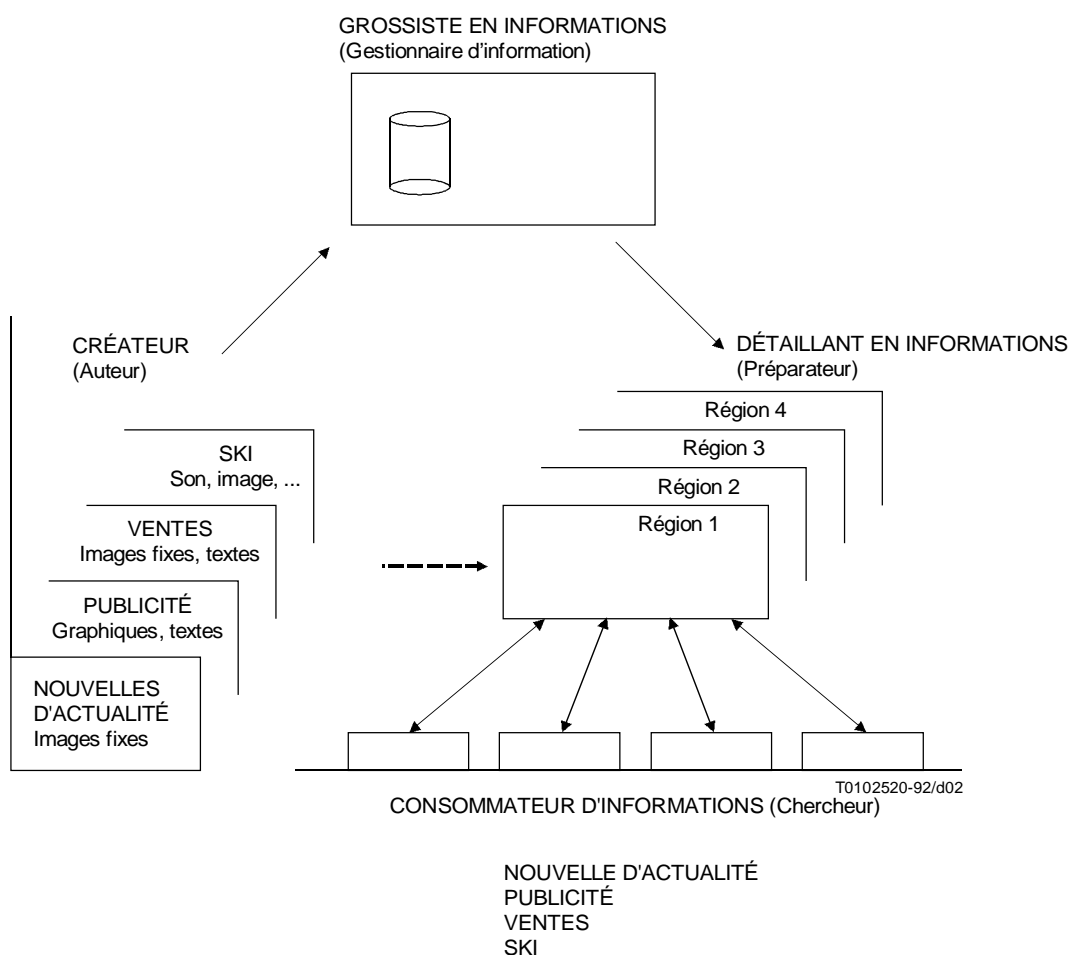 GROSSISTE EN INFORMATIONS
(Gestionnaire d'information)
CRÉATEUR
(Auteur)
DÉTAILLANT EN INFORMATIONS
(Préparateur)
Région 4
Région 3
Région 2
Région 1
SKI
Son, image, ...
VENTES
Images fixes, textes
PUBLICITÉ
Graphiques, textes
NOUVELLES
D'ACTUALITÉ
Images fixes
T0102520-92/d02
CONSOMMATEUR D'INFORMATIONS (Chercheur)
NOUVELLE D'ACTUALITÉ
PUBLICITÉ
VENTES
SKI